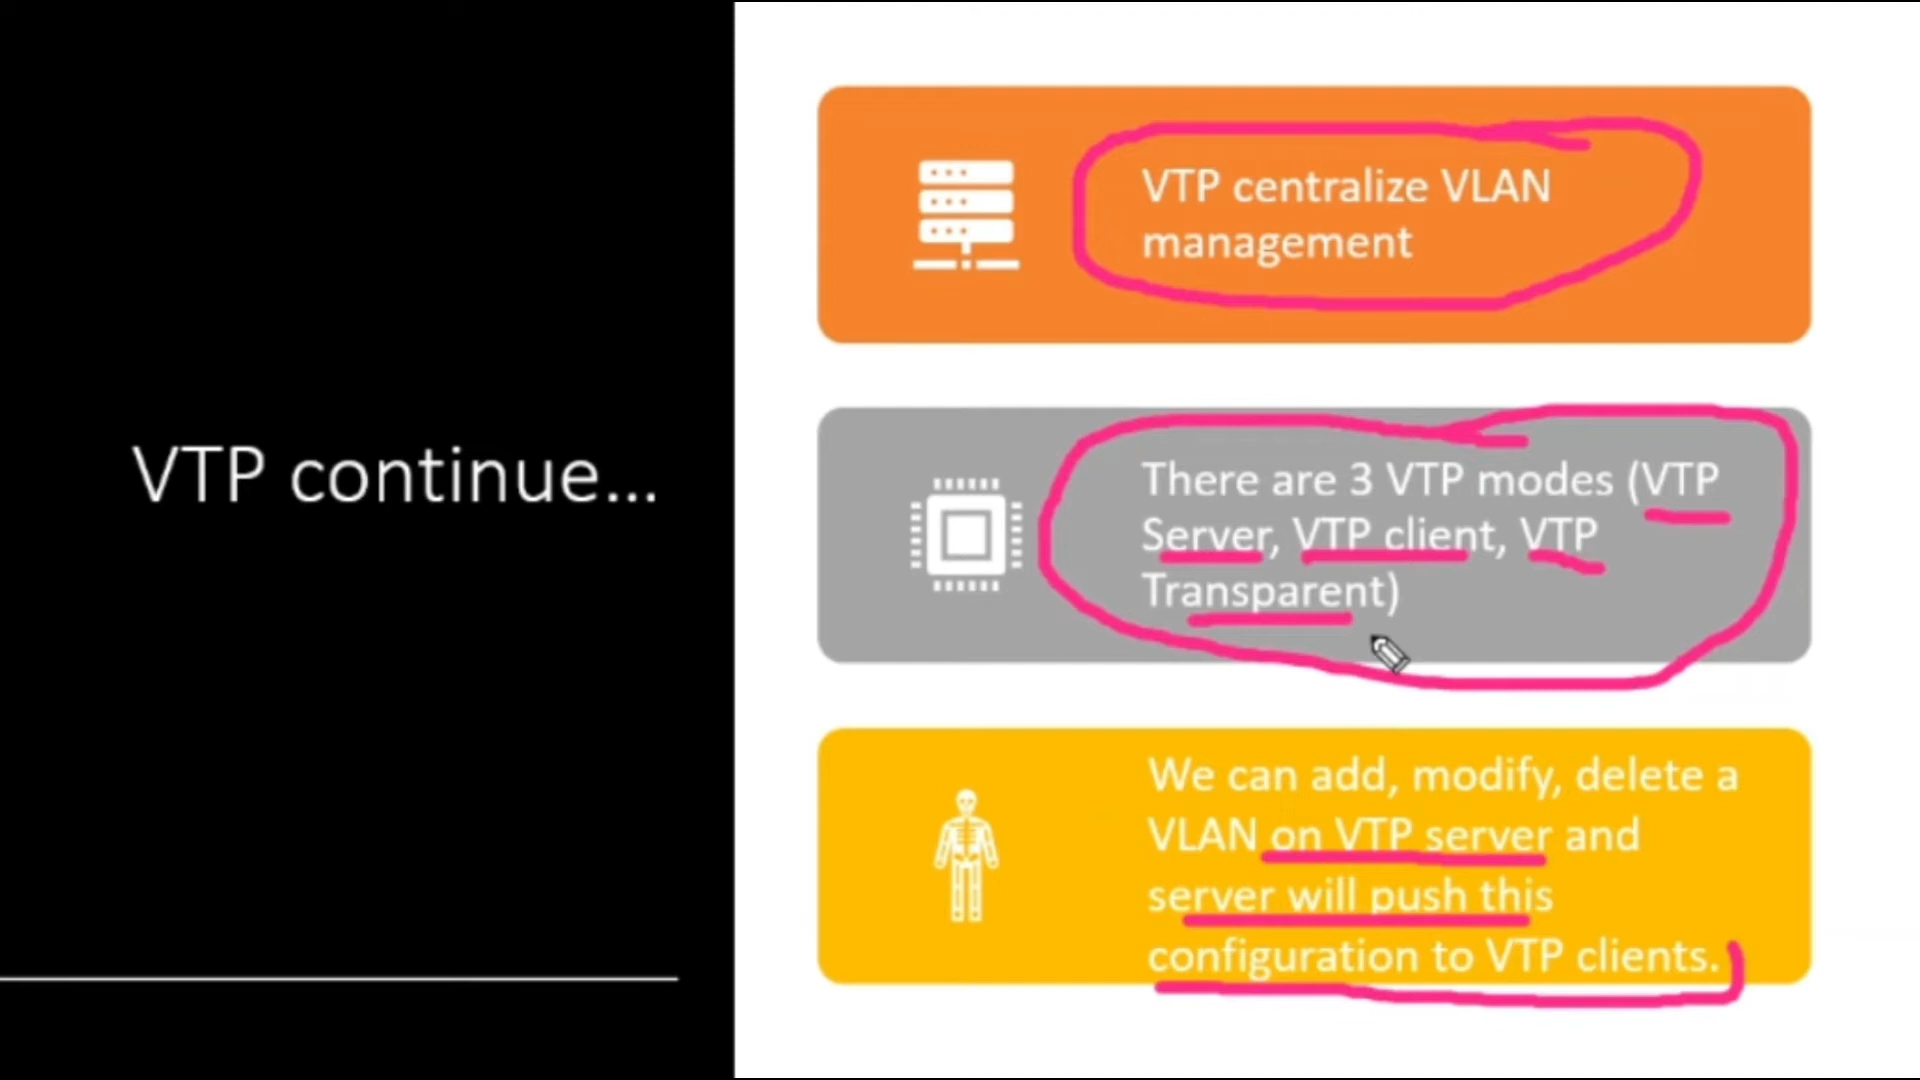 VTP continue...
VTP centralize VLAN
management
There are 3 VTP modes (VTP
Server, VTP client, VTP
Transparent)
We can add, modify, delete a
VLAN on VTP server and
server will push this
configuration to VTP clients.